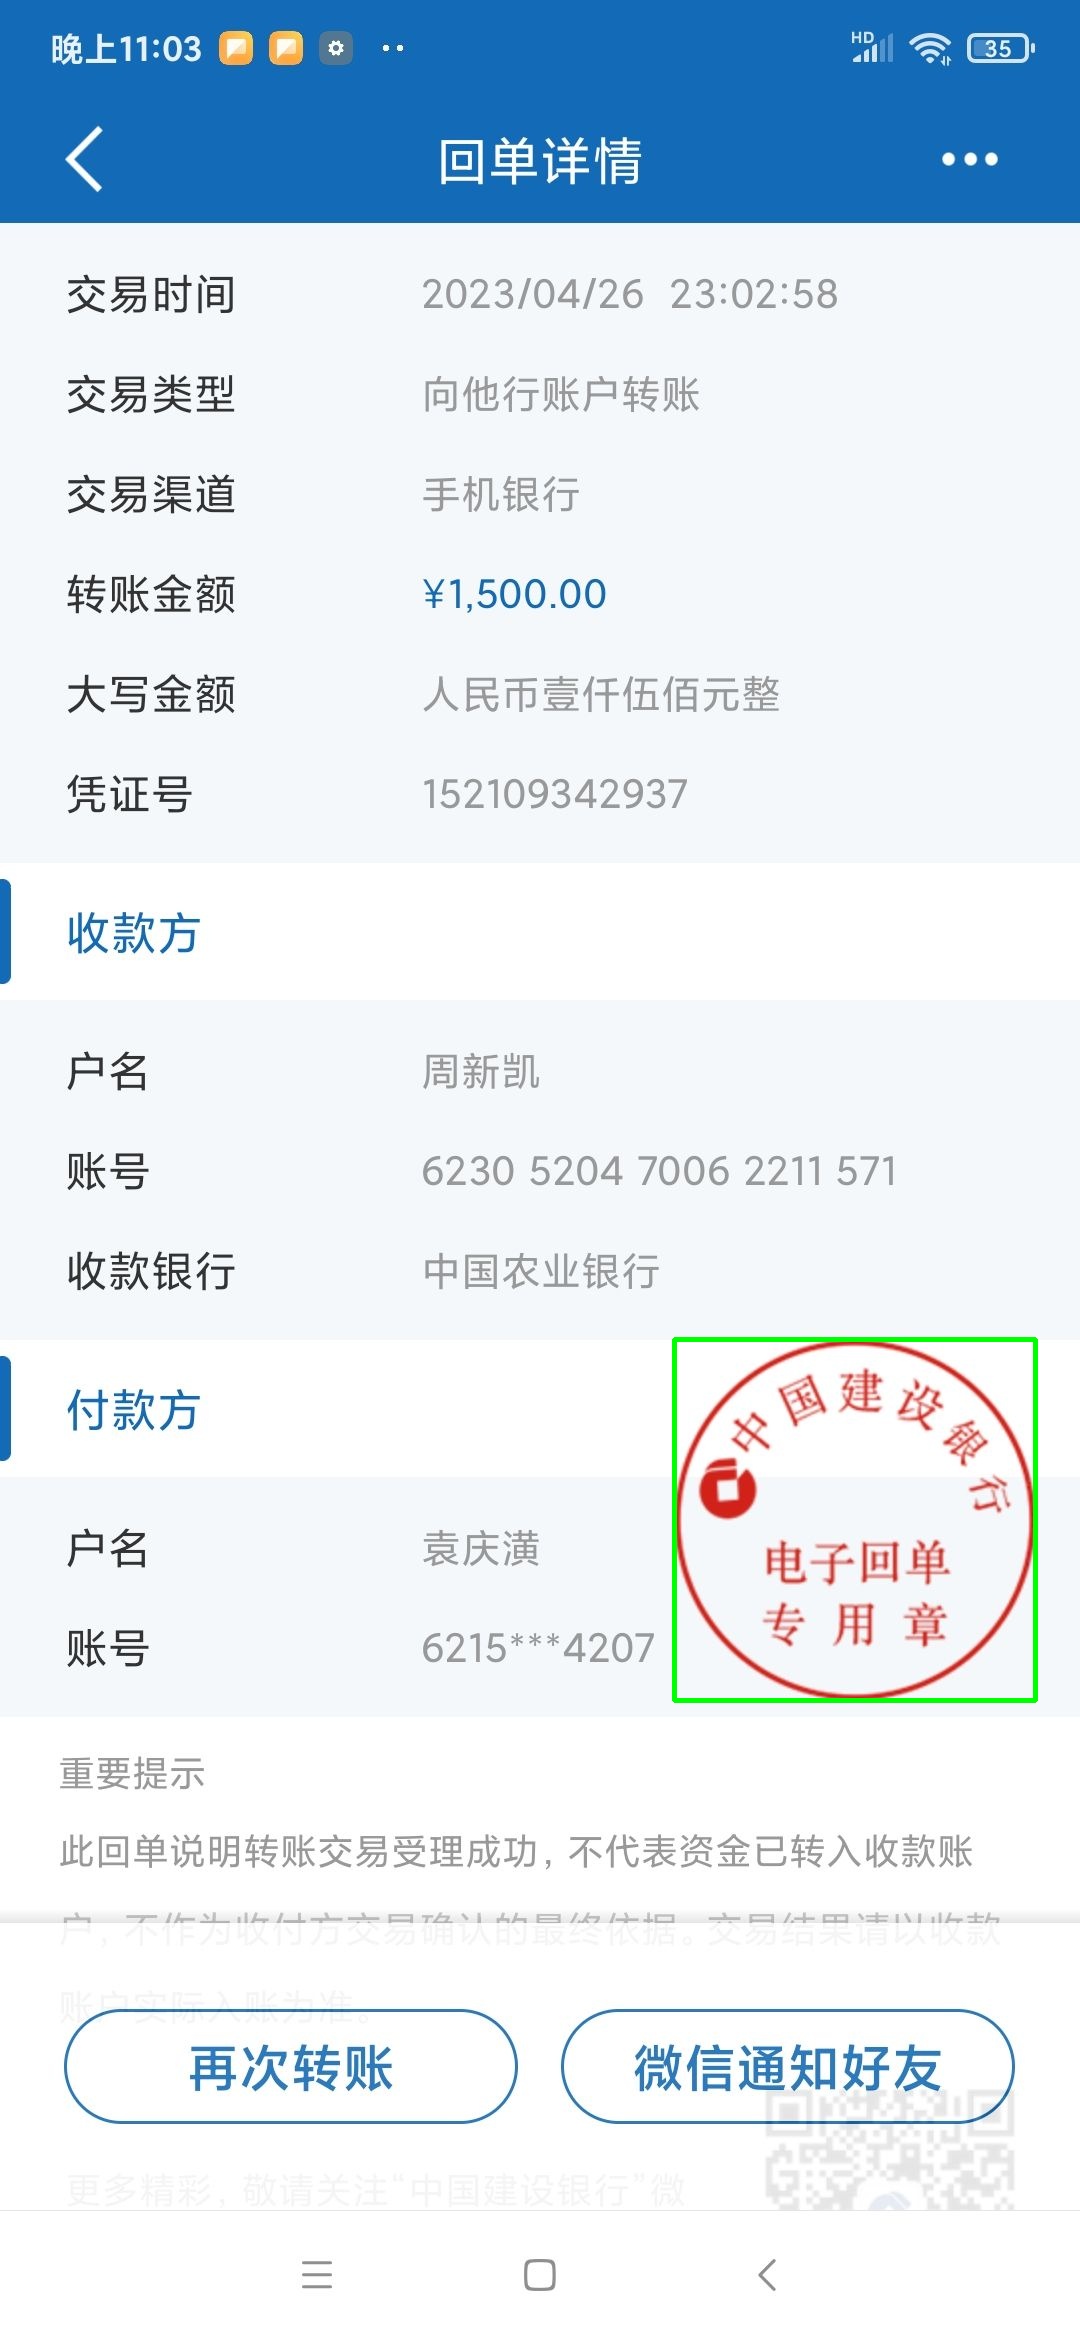 晚上11:03
HD
35
回单详情
交易时间 2023/04/26 23:02:58
交易类型 向他行账户转账
交易渠道 手机银行
转账金额 ¥1,500.00
大写金额 人民币壹仟伍佰元整
凭证号 152109342937
收款方
户名 周新凯
账号 6230 5204 7006 2211 571
收款银行 中国农业银行
付款方
中国建设银行
电子回单
专用章
户名 袁庆潢
账号 6215***4207
重要提示
此回单说明转账交易受理成功，不代表资金已转入收款账
户，不作为收付方交易确认的最终依据。交易结果请以收款
账户实际入账为准。
再次转账 微信通知好友
更多精彩，敬请关注“中国建设银行”微